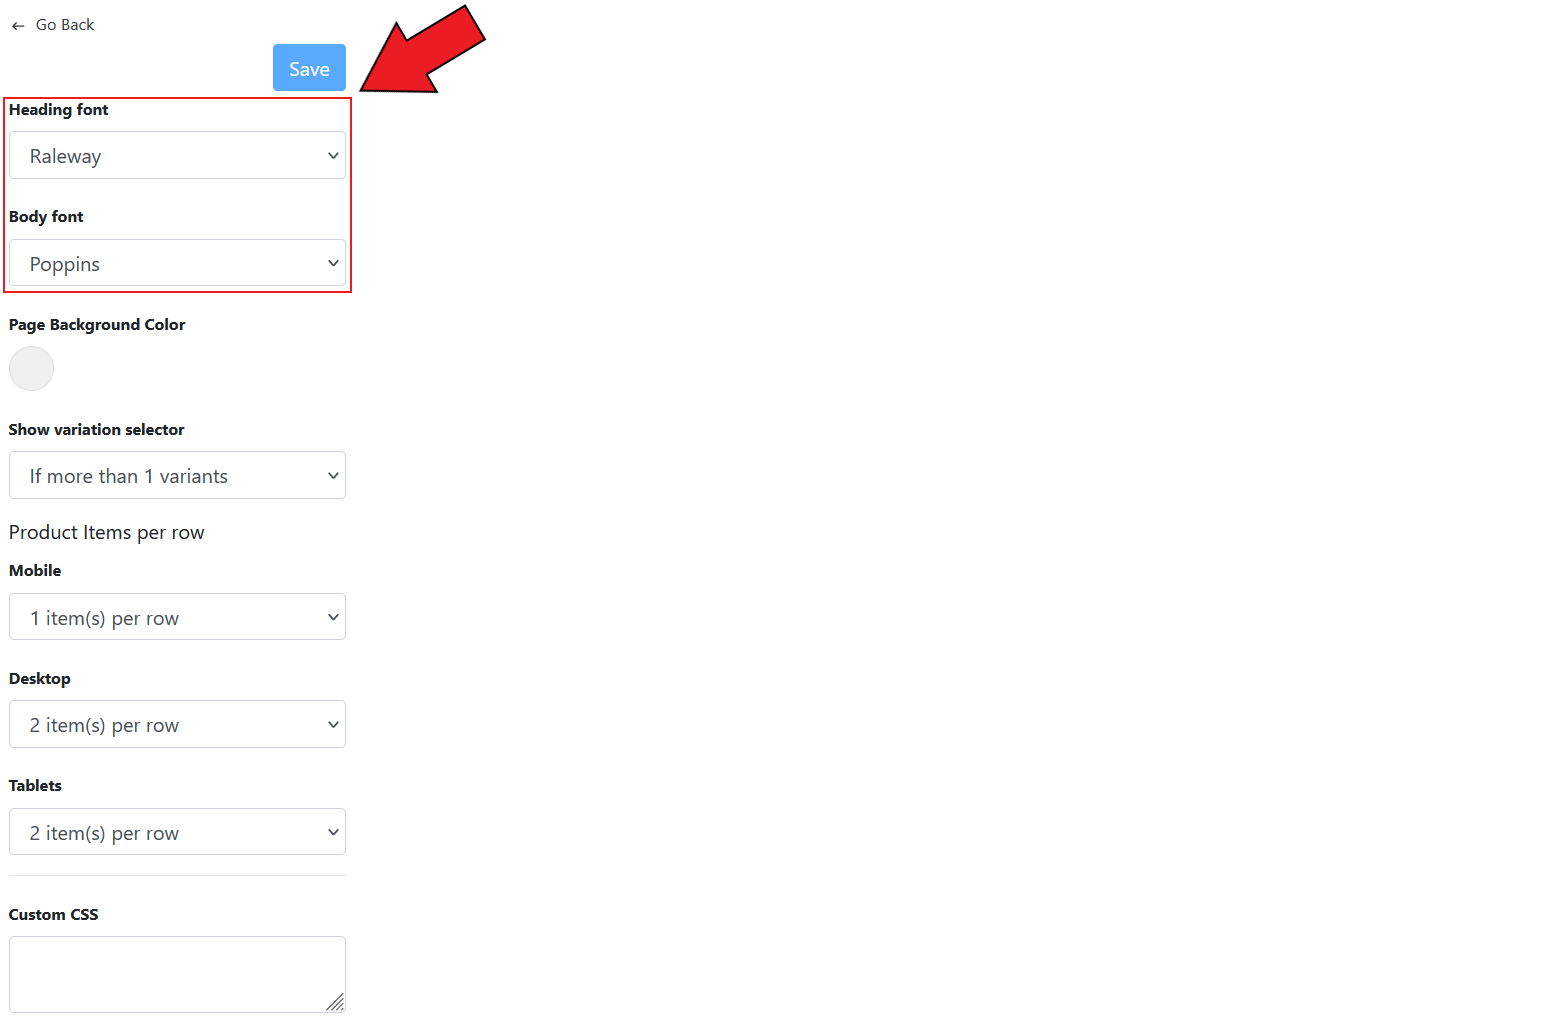 ← Go Back
Save
Heading font
Raleway
Body font
Poppins
Page Background Color
Show variation selector
If more than 1 variants
Product Items per row
Mobile
1 item(s) per row
Desktop
2 item(s) per row
Tablets
2 item(s) per row
Custom CSS